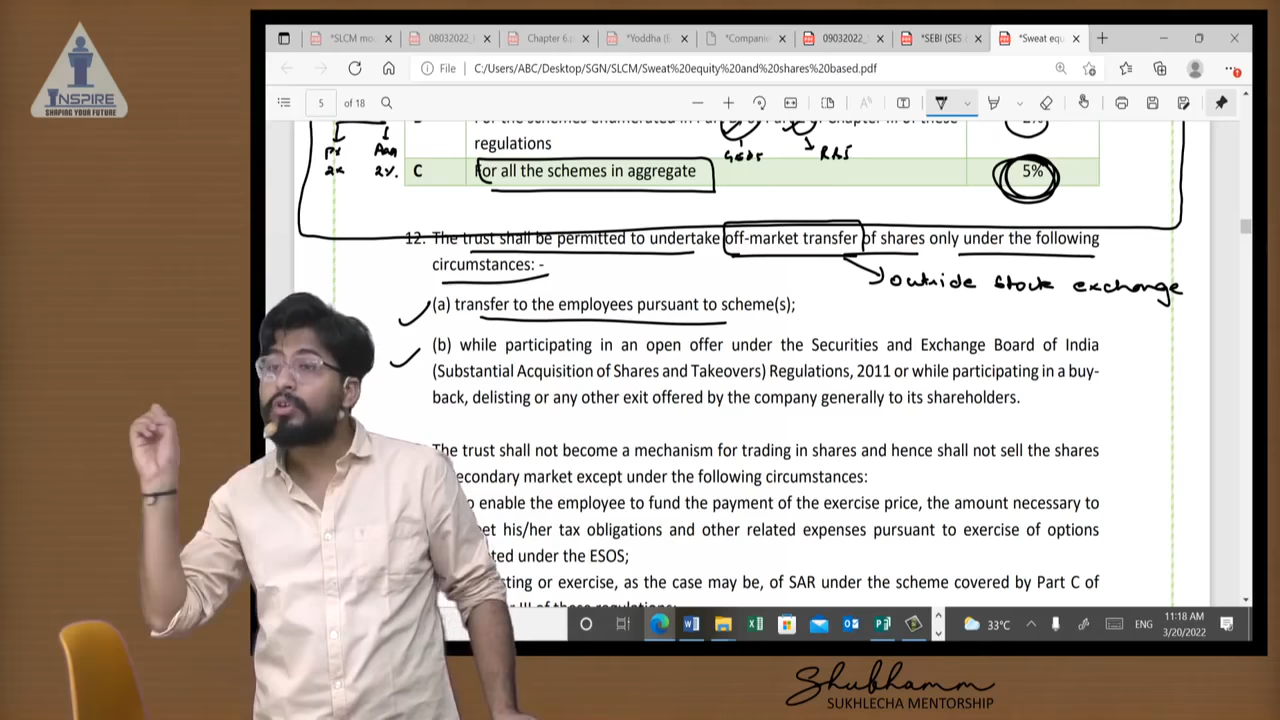 INSPIRE
SHAPING YOUR FUTURE
*SLCM mo
08032022_
Chapter 6.p
*Yoddha (E
*Companie
09032022_
*SEBI (SES
*Sweat equ
File C:/Users/ABC/Desktop/SGN/SLCM/Sweat%20equity%20and%20shares%20based.pdf
5 of 18
regulations
GEBS
RBS
2%
C For all the schemes in aggregate 5%
12. The trust shall be permitted to undertake off-market transfer of shares only under the following
circumstances: -
outside stock exchange
(a) transfer to the employees pursuant to scheme(s);
(b) while participating in an open offer under the Securities and Exchange Board of India
(Substantial Acquisition of Shares and Takeovers) Regulations, 2011 or while participating in a buy-
back, delisting or any other exit offered by the company generally to its shareholders.
The trust shall not become a mechanism for trading in shares and hence shall not sell the shares
econdary market except under the following circumstances:
o enable the employee to fund the payment of the exercise price, the amount necessary to
et his/her tax obligations and other related expenses pursuant to exercise of options
ted under the ESOS;
sting or exercise, as the case may be, of SAR under the scheme covered by Part C of
33°C
ENG
11:18 AM
3/20/2022
Shubhamm
SUKHLECHA MENTORSHIP